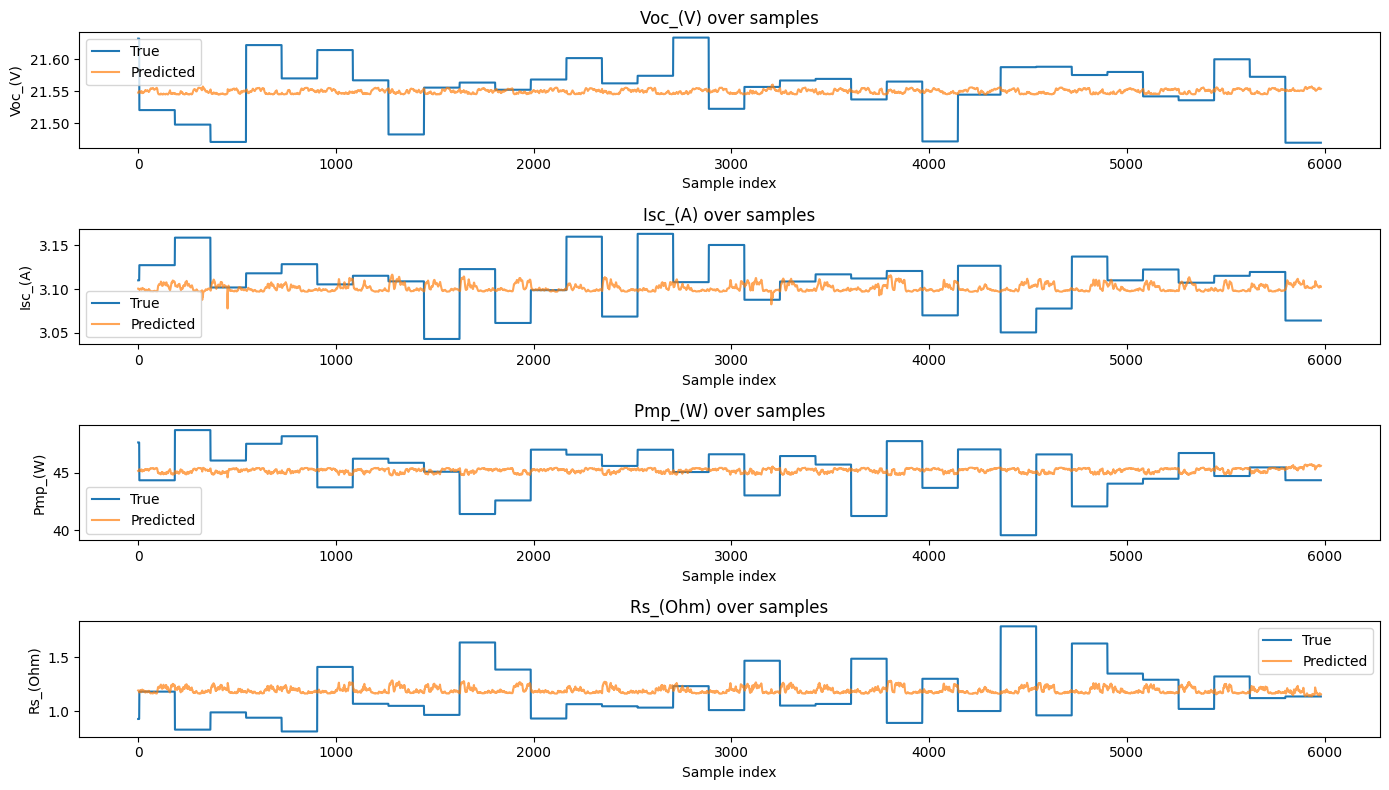 Voc_(V) over samples
Voc_(V)
21.60
21.55
21.50
True
Predicted
0 1000 2000 3000 4000 5000 6000
Sample index
Isc_(A) over samples
Isc_(A)
3.15
3.10
3.05
True
Predicted
0 1000 2000 3000 4000 5000 6000
Sample index
Pmp_(W) over samples
Pmp_(W)
45
40
True
Predicted
0 1000 2000 3000 4000 5000 6000
Sample index
Rs_(Ohm) over samples
Rs_(Ohm)
1.5
1.0
True
Predicted
0 1000 2000 3000 4000 5000 6000
Sample index